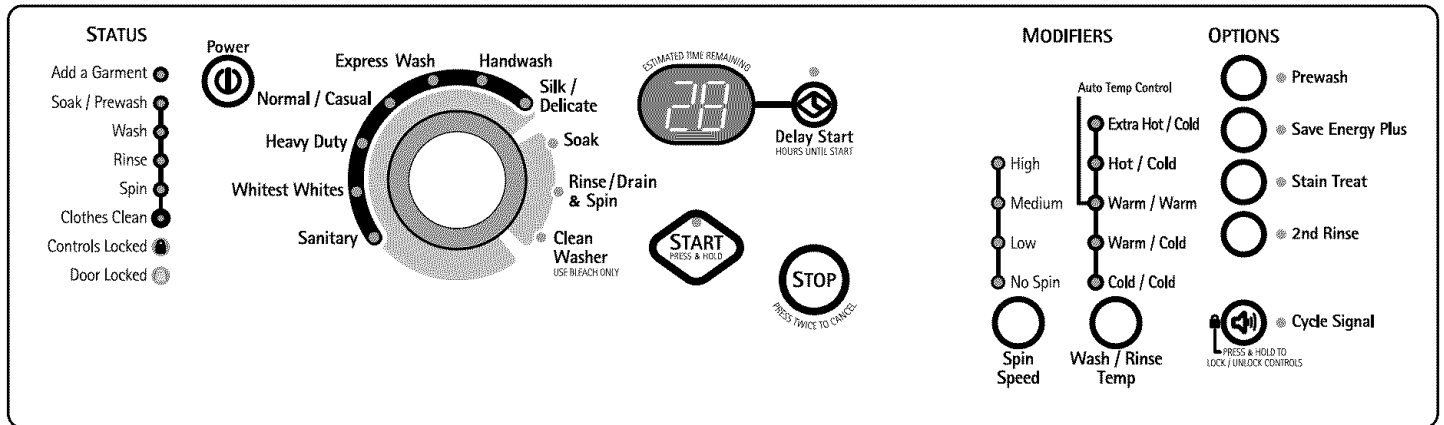 STATUS
Add a Garment
Soak / Prewash
Wash
Rinse
Spin
Clothes Clean
Controls Locked
Door Locked
Power
Express Wash
Handwash
Normal / Casual
Silk /
Delicate
Heavy Duty
Soak
Whitest Whites
Rinse/Drain
& Spin
Sanitary
Clean
Washer
USE BLEACH ONLY
ESTIMATED TIME REMAINING
28
Delay Start
HOURS UNTIL START
START
PRESS & HOLD
STOP
PRESS TWICE TO CANCEL
MODIFIERS
Auto Temp Control
High
Medium
Low
No Spin
Spin
Speed
Extra Hot / Cold
Hot / Cold
Warm / Warm
Warm / Cold
Cold / Cold
Wash / Rinse
Temp
OPTIONS
Prewash
Save Energy Plus
Stain Treat
2nd Rinse
Cycle Signal
PRESS & HOLD TO
LOCK / UNLOCK CONTROLS